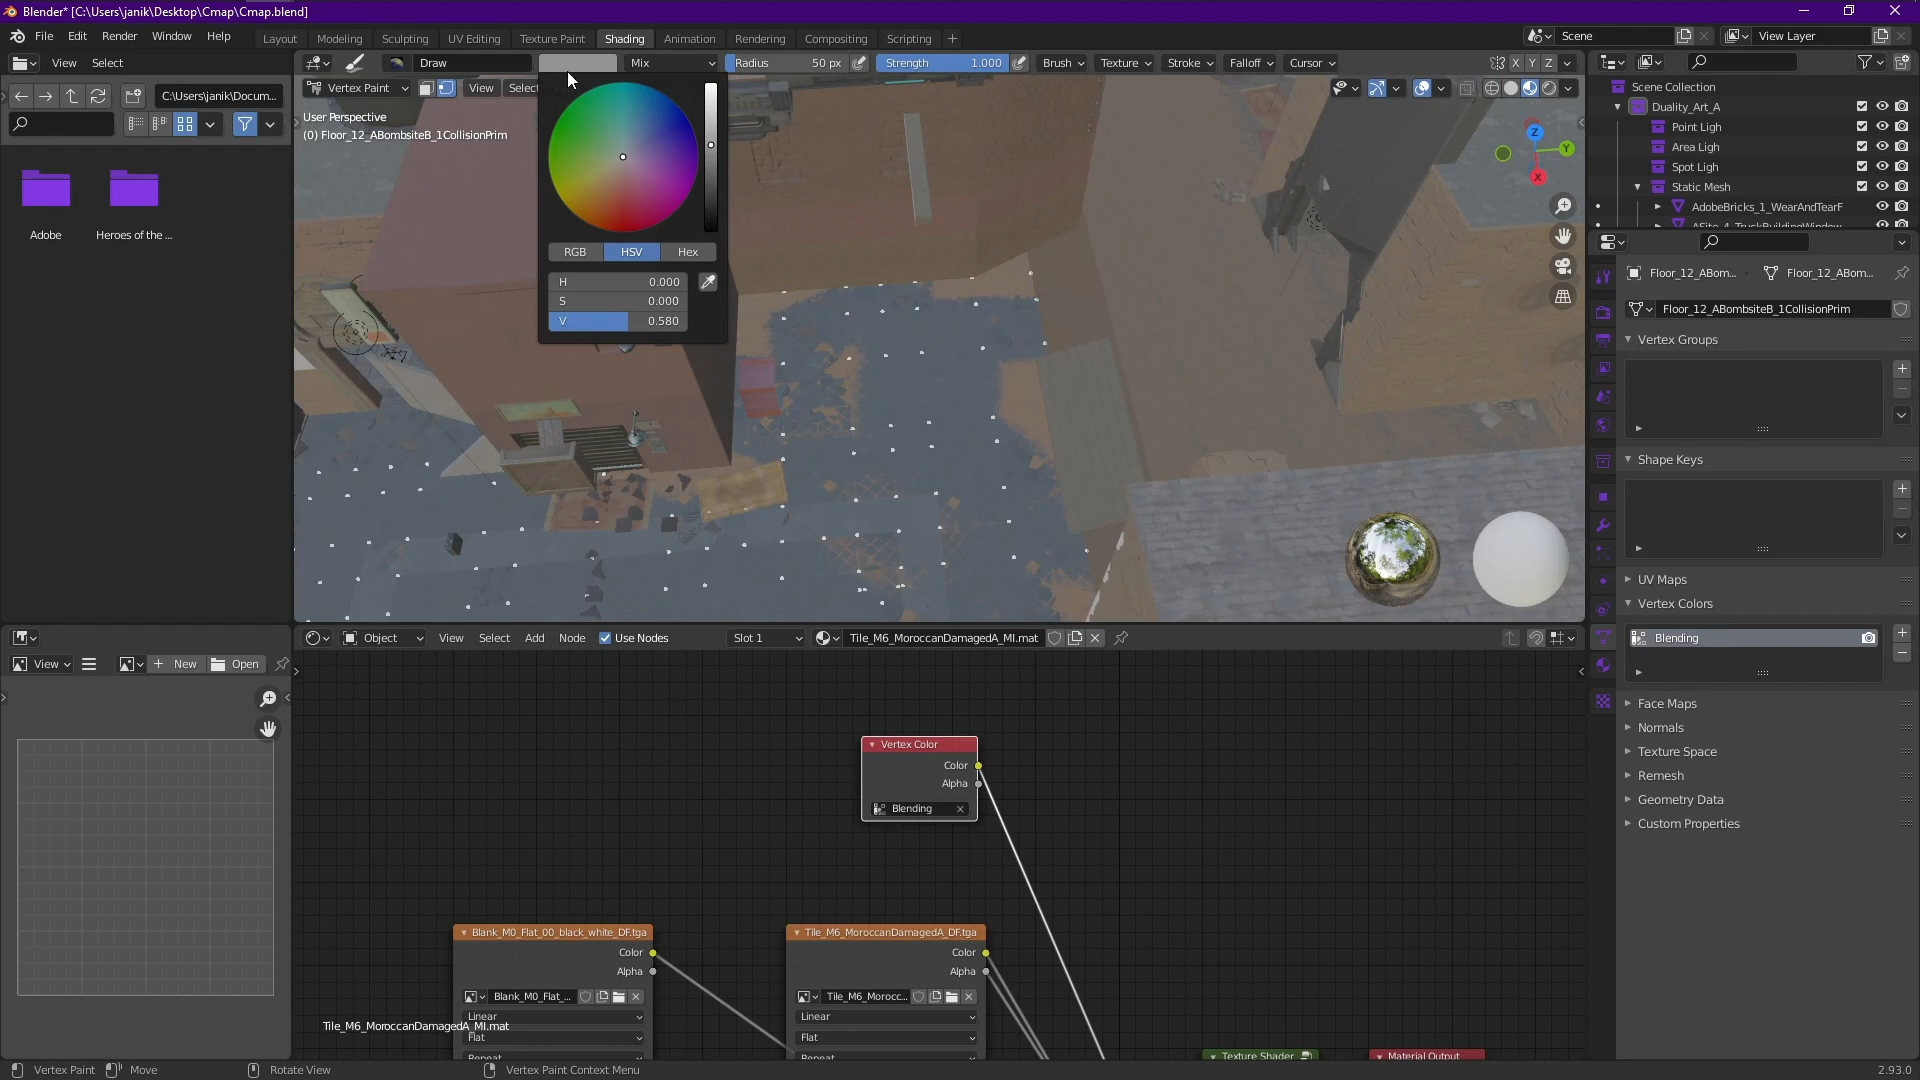 Blender* [C:\Users\janik\Desktop\Cmap\Cmap.blend]
File Edit Render Window Help
Layout Modeling Sculpting UV Editing Texture Paint Shading Animation Rendering Compositing Scripting
Scene View Layer
View Select
Draw Mix Radius 50 px Strength 1.000 Brush Texture Stroke Falloff Cursor X Y Z
C:\Users\janik\Docum...
Vertex Paint View Select
User Perspective
(0) Floor_12_ABombsiteB_1CollisionPrim
Adobe
Heroes of the ...
RGB HSV Hex
H 0.000
S 0.000
V 0.580
Z
Y
X
Scene Collection
Duality_Art_A
Point Ligh
Area Ligh
Spot Ligh
Static Mesh
AdobeBricks_1_WearAndTearF
ASite_4_TruckBuildingWindow
Floor_12_ABom... Floor_12_ABom...
Floor_12_ABombsiteB_1CollisionPrim
Vertex Groups
Shape Keys
UV Maps
Vertex Colors
Blending
Face Maps
Normals
Texture Space
Remesh
Geometry Data
Custom Properties
View New Open
Object View Select Add Node Use Nodes Slot 1 Tile_M6_MoroccanDamagedA_MI.mat
Vertex Color
Color
Alpha
Blending
Blank_M0_Flat_00_black_white_DF.tga
Color
Alpha
Blank_M0_Flat_...
Linear
Flat
Repeat
Tile_M6_MoroccanDamagedA_DF.tga
Color
Alpha
Tile_M6_Morocc...
Linear
Flat
Repeat
Texture Shader
Material Output
Tile_M6_MoroccanDamagedA_MI.mat
Vertex Paint Move Rotate View Vertex Paint Context Menu 2.93.0